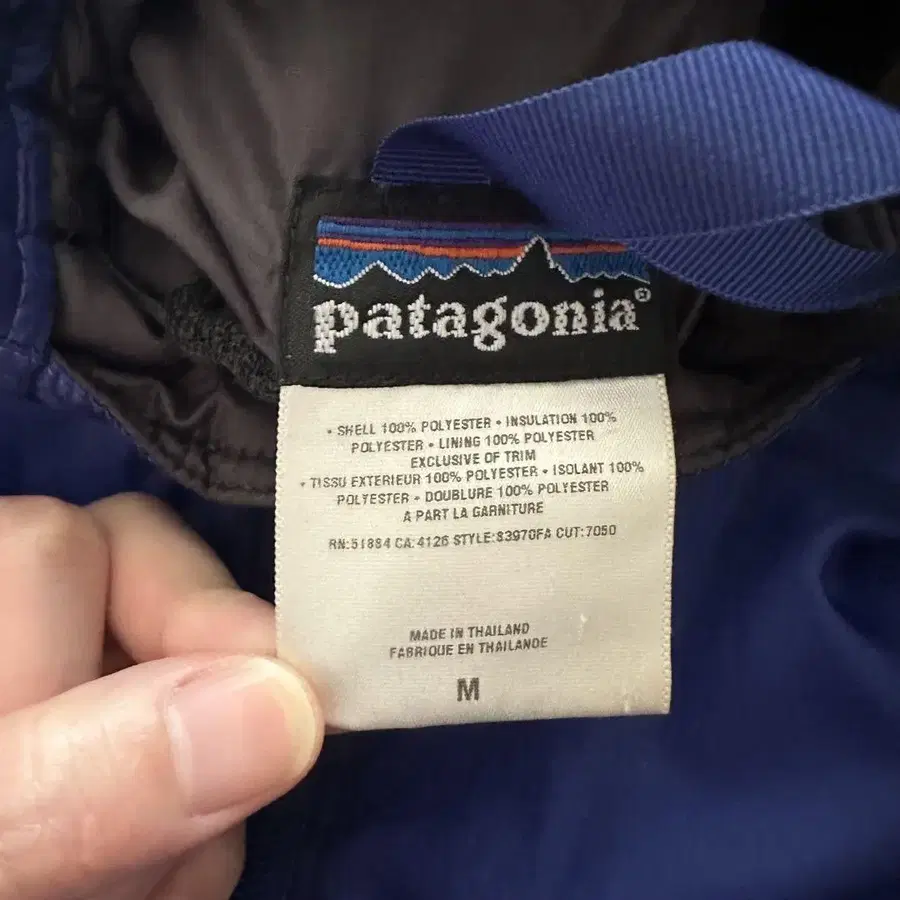 patagonia®
• SHELL 100% POLYESTER • INSULATION 100%
POLYESTER • LINING 100% POLYESTER
EXCLUSIVE OF TRIM
• TISSU EXTERIEUR 100% POLYESTER • ISOLANT 100%
POLYESTER • DOUBLURE 100% POLYESTER
A PART LA GARNITURE
RN:51884 CA:4126 STYLE:83970FA CUT:7050
MADE IN THAILAND
FABRIQUE EN THAILANDE
M